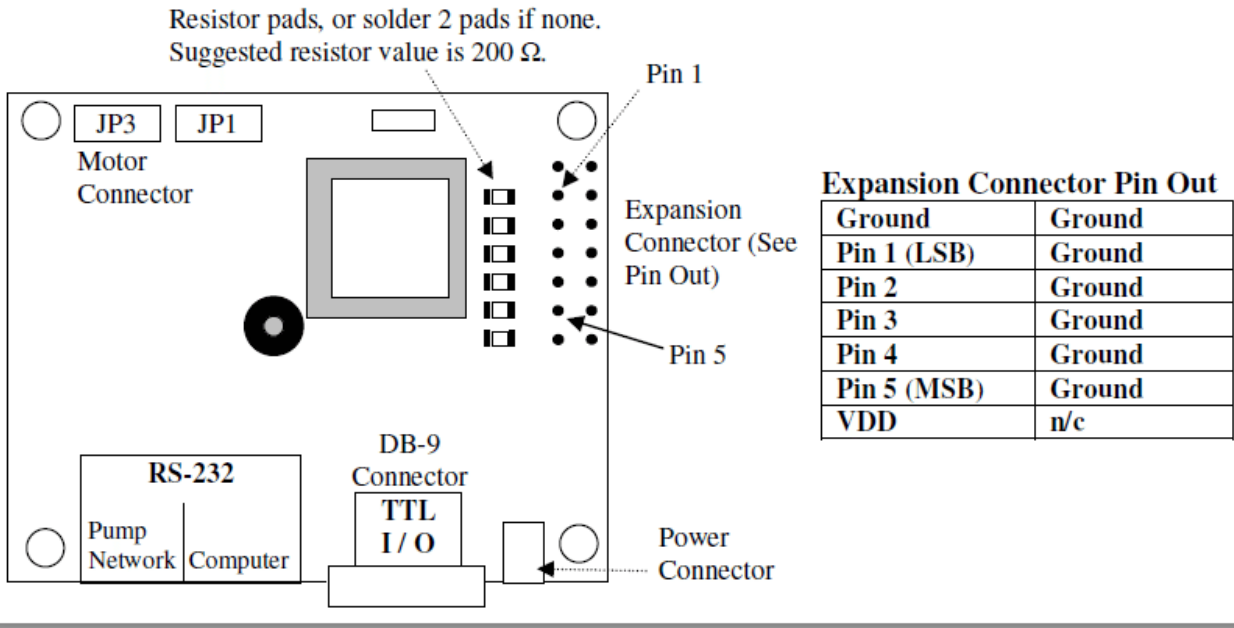 Resistor pads, or solder 2 pads if none.
Suggested resistor value is 200 Ω.
Pin 1
JP3 JP1
Motor
Connector
Expansion
Connector (See
Pin Out)
Pin 5
Expansion Connector Pin Out
Ground Ground
Pin 1 (LSB) Ground
Pin 2 Ground
Pin 3 Ground
Pin 4 Ground
Pin 5 (MSB) Ground
VDD n/c
RS-232
Pump
Network Computer
DB-9
Connector
TTL
I / O
Power
Connector